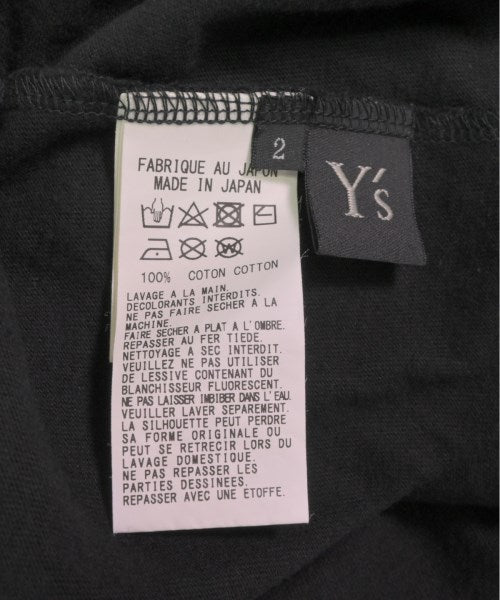 2
Y's
FABRIQUE AU JAPON
MADE IN JAPAN
100% COTON COTTON
LAVAGE A LA MAIN.
DECOLORANTS INTERDITS.
NE PAS FAIRE SECHER A LA
MACHINE.
FAIRE SECHER A PLAT A L'OMBRE.
REPASSER AU FER TIEDE.
NETTOYAGE A SEC INTERDIT.
VEUILLEZ NE PAS UTILISER
DE LESSIVE CONTENANT DU
BLANCHISSEUR FLUORESCENT.
NE PAS LAISSER IMBIBER DANS L'EAU.
VEUILLER LAVER SEPAREMENT.
LA SILHOUETTE PEUT PERDRE
SA FORME ORIGINALE OU
PEUT SE RETRECIR LORS DU
LAVAGE DOMESTIQUE.
NE PAS REPASSER LES
PARTIES DESSINEES.
REPASSER AVEC UNE ETOFFE.